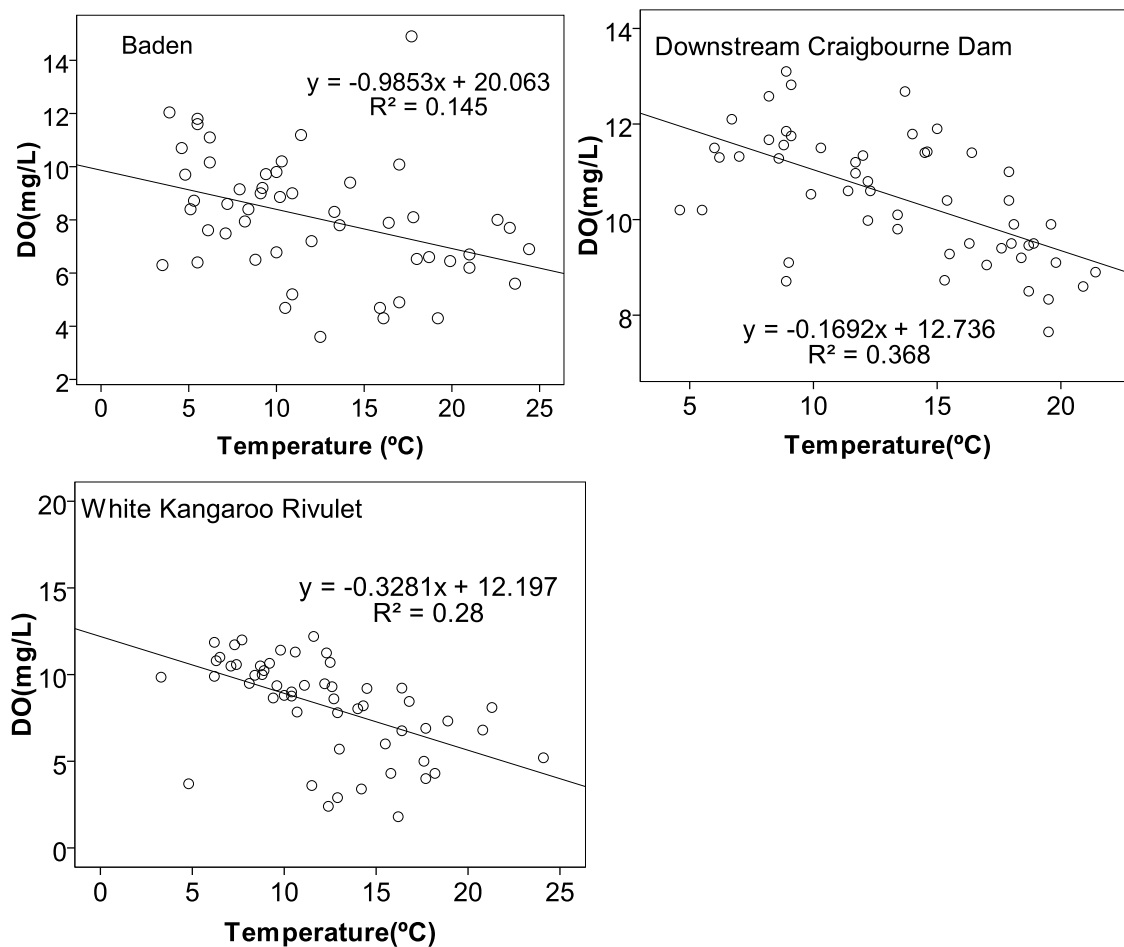 Baden
y = -0.9853x + 20.063
R² = 0.145
DO(mg/L)
14
12
10
8
6
4
2
0 5 10 15 20 25
Temperature (ºC)
Downstream Craigbourne Dam
y = -0.1692x + 12.736
R² = 0.368
DO(mg/L)
14
12
10
8
5 10 15 20
Temperature(ºC)
White Kangaroo Rivulet
y = -0.3281x + 12.197
R² = 0.28
DO(mg/L)
20
15
10
5
0
0 5 10 15 20 25
Temperature(ºC)